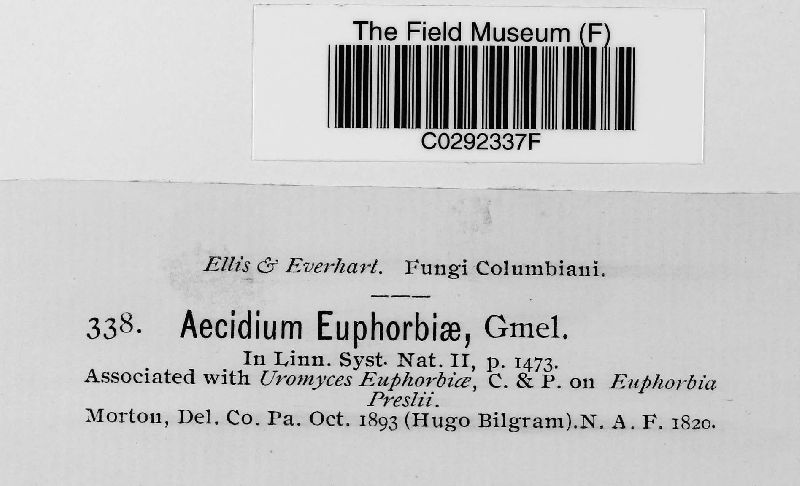 The Field Museum (F)
C0292337F
Ellis & Everhart. Fungi Columbiani.
338. Aecidium Euphorbiæ, Gmel.
In Linn. Syst. Nat. II, p. 1473.
Associated with Uromyces Euphorbiæ, C. & P. on Euphorbia
Preslii.
Morton, Del. Co. Pa. Oct. 1893 (Hugo Bilgram). N. A. F. 1820.